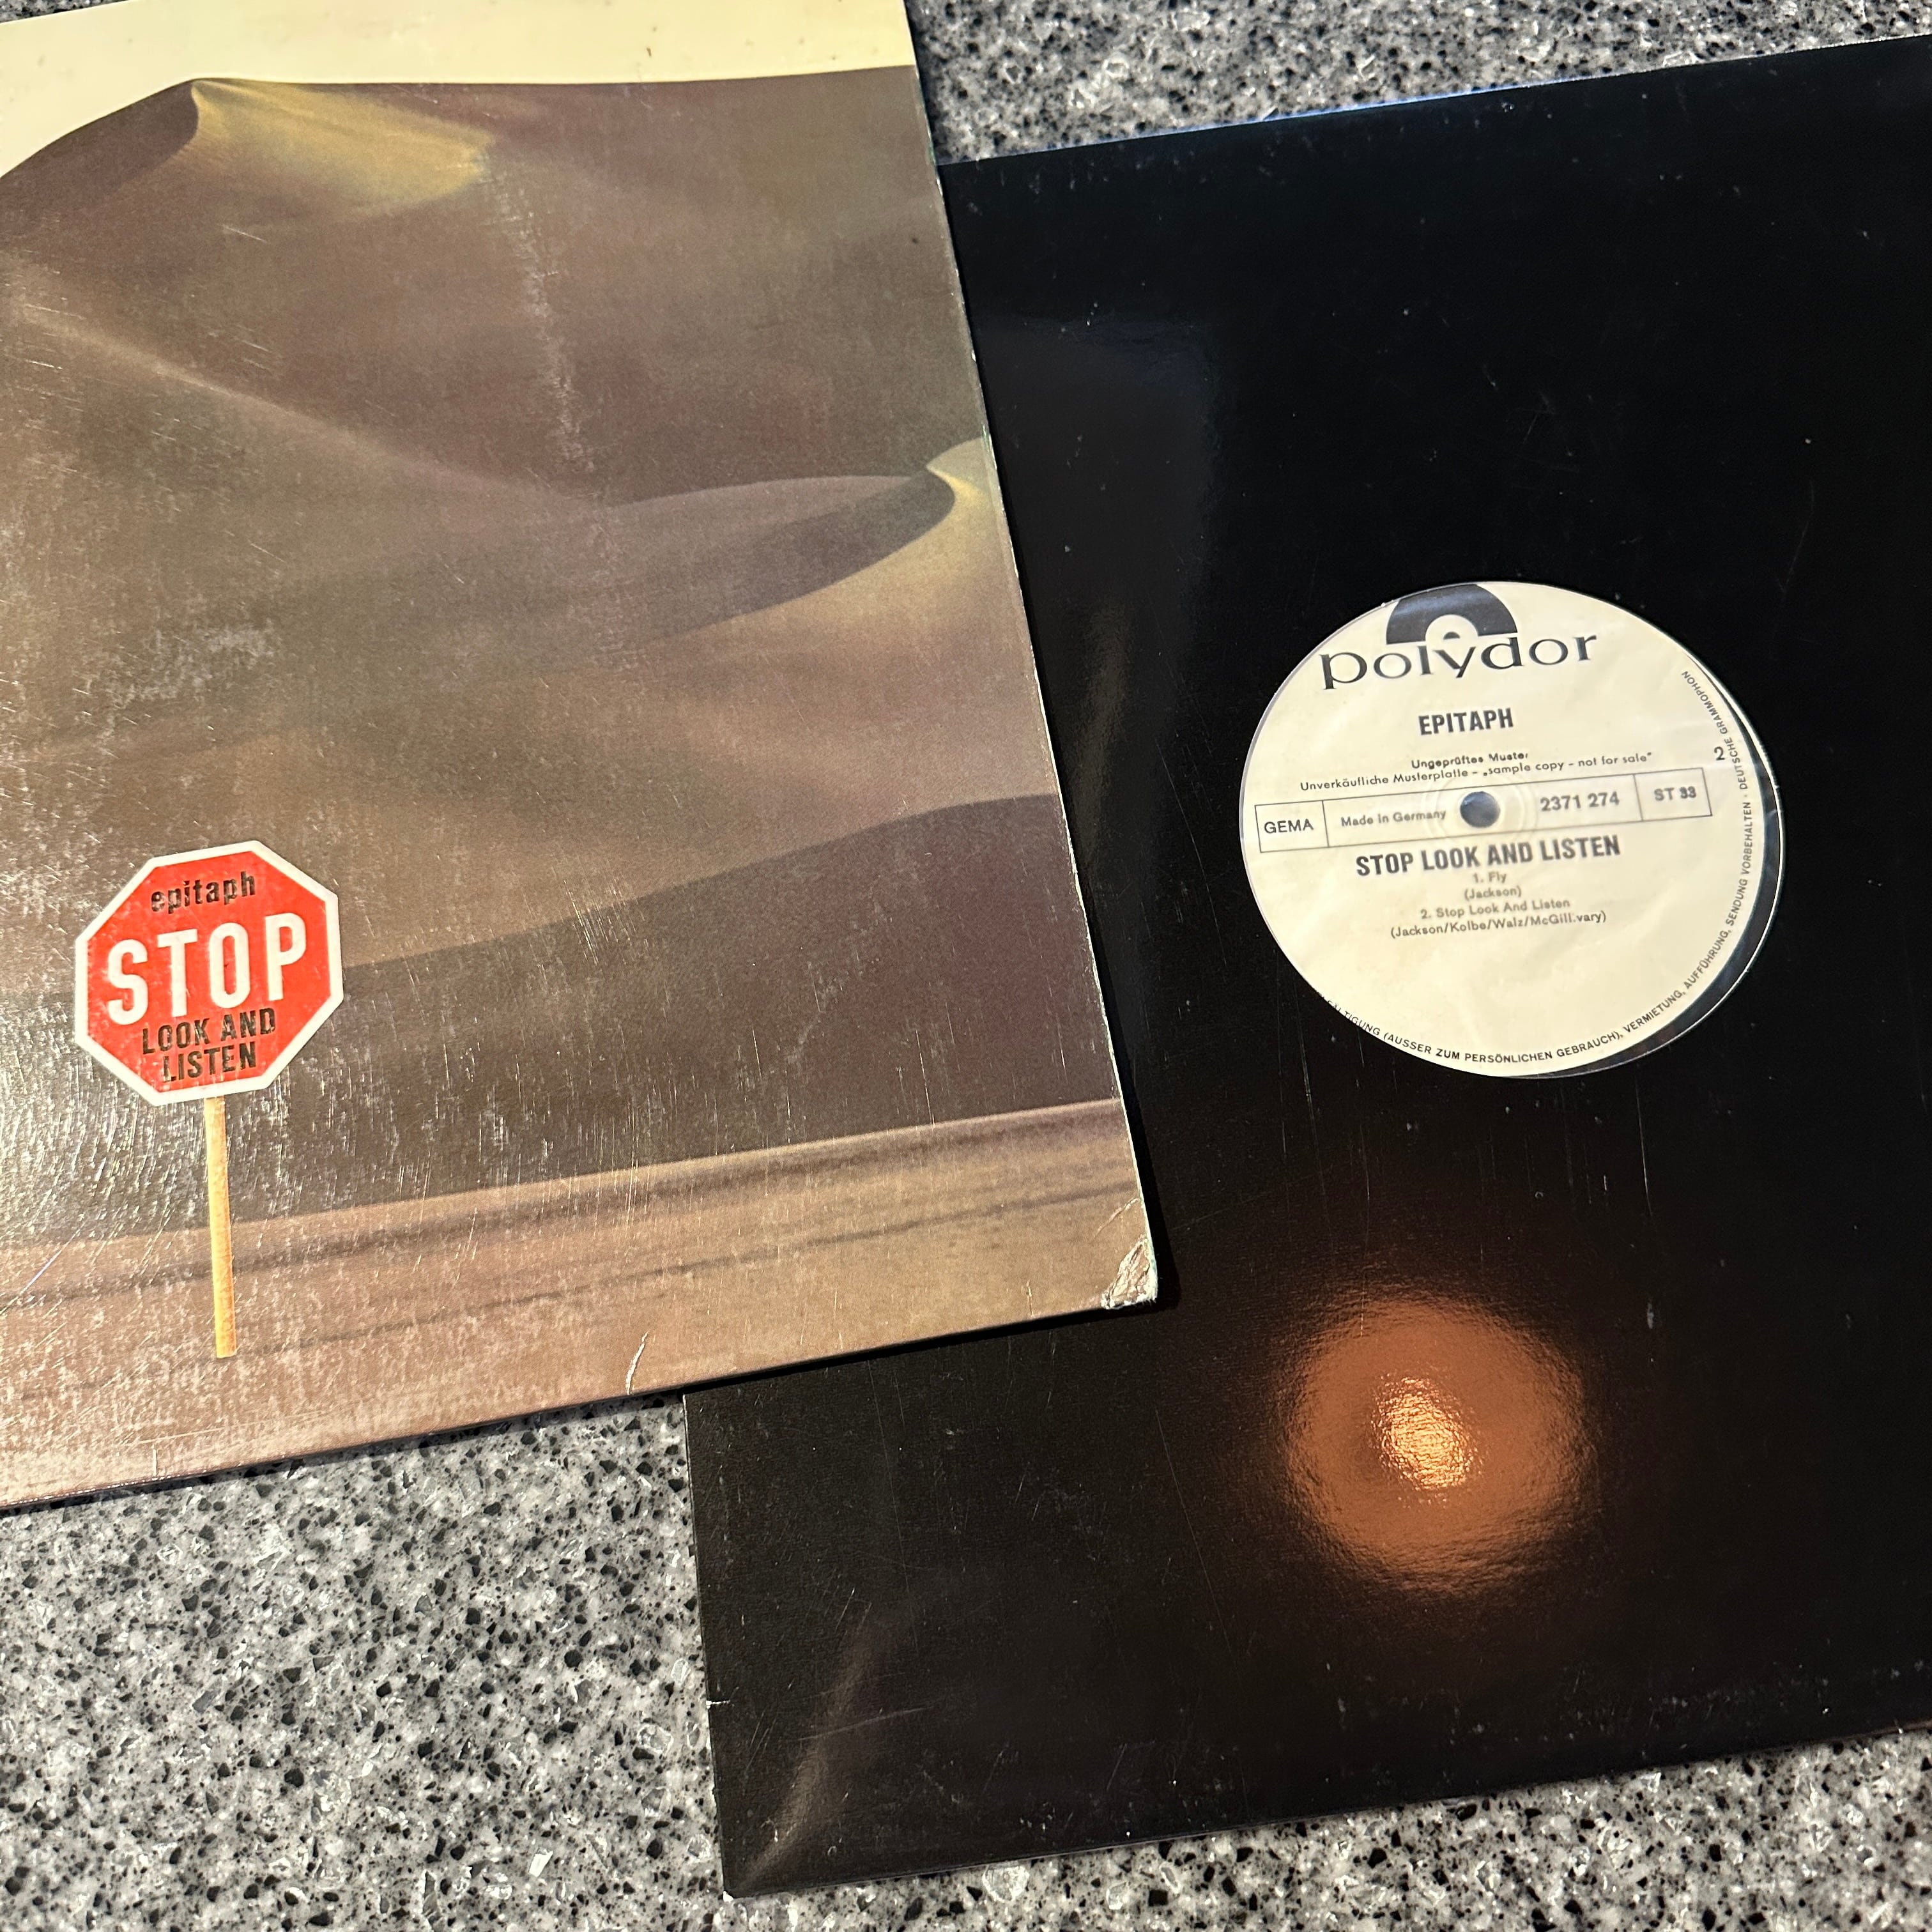 epitaph
STOP
LOOK AND
LISTEN
polydor
EPITAPH
Ungeprüftes Muster
Unverkäufliche Musterplatte - „sample copy - not for sale"
2
GEMA
Made in Germany
2371 274
ST 33
STOP LOOK AND LISTEN
1. Fly
(Jackson)
2. Stop Look And Listen
(Jackson/Kolbe/Walz/McGillvary)
(AUSSER ZUM PERSÖNLICHEN GEBRAUCH), VERMIETUNG, AUFFÜHRUNG, SENDUNG VORBEHALTEN · DEUTSCHE GRAMMOPHON